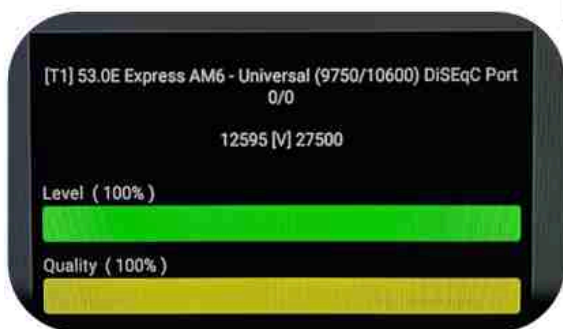 [T1] 53.0E Express AM6 - Universal (9750/10600) DiSEqC Port
0/0
12595 [V] 27500
Level ( 100% )
Quality ( 100% )